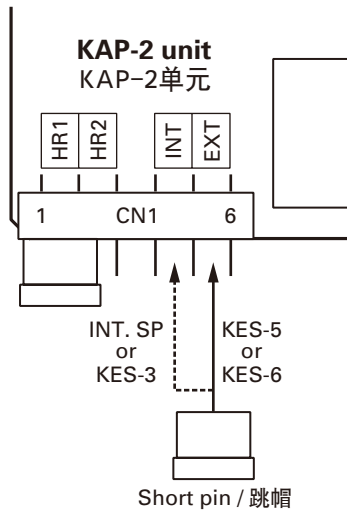 KAP-2 unit
KAP-2单元
HR1
HR2
INT
EXT
1 CN1 6
INT. SP
or
KES-3
KES-5
or
KES-6
Short pin / 跳帽